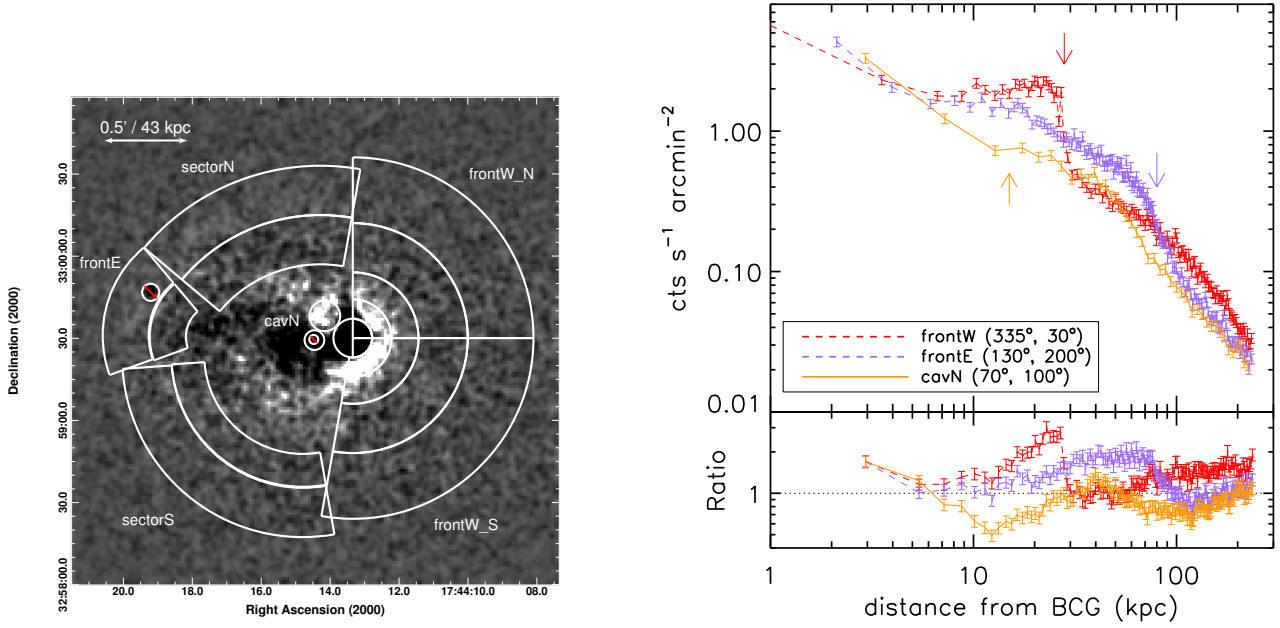 0.5' / 43 kpc
sectorN
frontW_N
frontE
cavN
sectorS
frontW_S
Declination (2000)
30.0
33:00:00.0
30.0
59:00.0
30.0
32:58:00.0
20.0 18.0 16.0 14.0 12.0 17:44:10.0 08.0
Right Ascension (2000)
cts s⁻¹ arcmin⁻²
1.00
0.10
0.01
frontW (335°, 30°)
frontE (130°, 200°)
cavN (70°, 100°)
Ratio
1
1 10 100
distance from BCG (kpc)